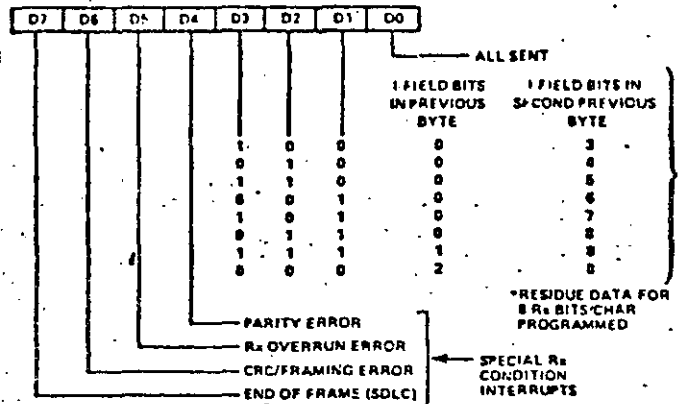 D7 D6 D5 D4 D3 D2 D1 D0
ALL SENT
I FIELD BITS IN PREVIOUS BYTE
I FIELD BITS IN SECOND PREVIOUS BYTE
1 0 0 0 3
0 1 0 0 4
1 1 0 0 5
0 0 1 0 6
1 0 1 0 7
0 1 1 0 8
1 1 1 1 8
0 0 0 2 8
*RESIDUE DATA FOR
8 Rx BITS/CHAR
PROGRAMMED
PARITY ERROR
Rx OVERRUN ERROR
CRC/FRAMING ERROR
END OF FRAME (SDLC)
SPECIAL Rx
CONDITION
INTERRUPTS